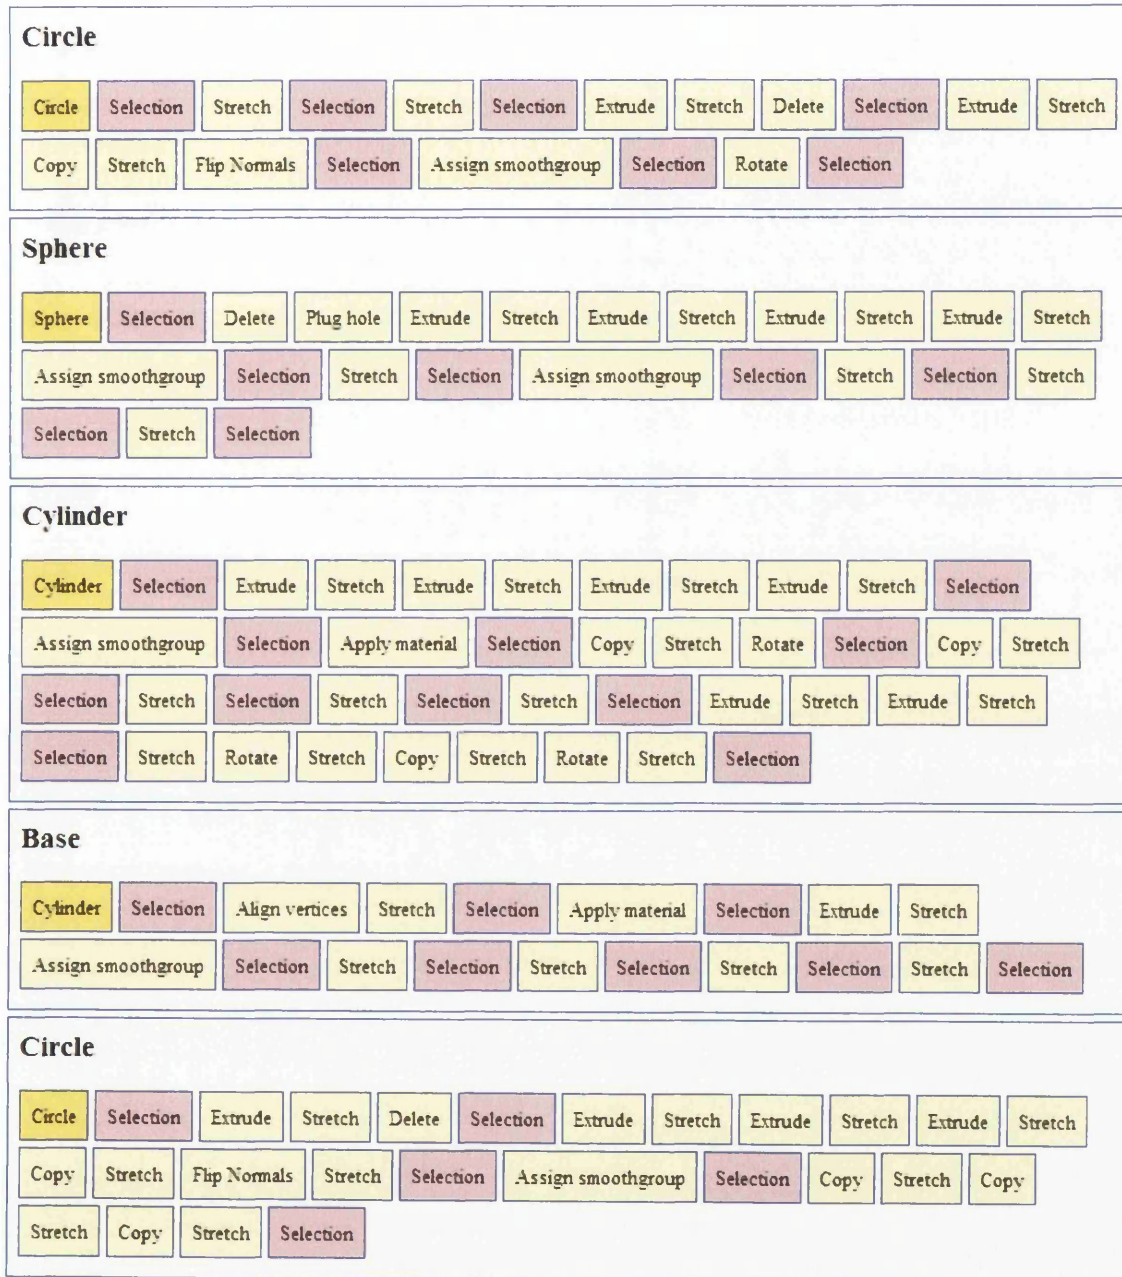 Circle
Circle Selection Stretch Selection Stretch Selection Extrude Stretch Delete Selection Extrude Stretch
Copy Stretch Flip Normals Selection Assign smoothgroup Selection Rotate Selection
Sphere
Sphere Selection Delete Plug hole Extrude Stretch Extrude Stretch Extrude Stretch Extrude Stretch
Assign smoothgroup Selection Stretch Selection Assign smoothgroup Selection Stretch Selection Stretch
Selection Stretch Selection
Cylinder
Cylinder Selection Extrude Stretch Extrude Stretch Extrude Stretch Extrude Stretch Selection
Assign smoothgroup Selection Apply material Selection Copy Stretch Rotate Selection Copy Stretch
Selection Stretch Selection Stretch Selection Stretch Selection Extrude Stretch Extrude Stretch
Selection Stretch Rotate Stretch Copy Stretch Rotate Stretch Selection
Base
Cylinder Selection Align vertices Stretch Selection Apply material Selection Extrude Stretch
Assign smoothgroup Selection Stretch Selection Stretch Selection Stretch Selection Stretch Selection
Circle
Circle Selection Extrude Stretch Delete Selection Extrude Stretch Extrude Stretch Extrude Stretch
Copy Stretch Flip Normals Stretch Selection Assign smoothgroup Selection Copy Stretch Copy
Stretch Copy Stretch Selection